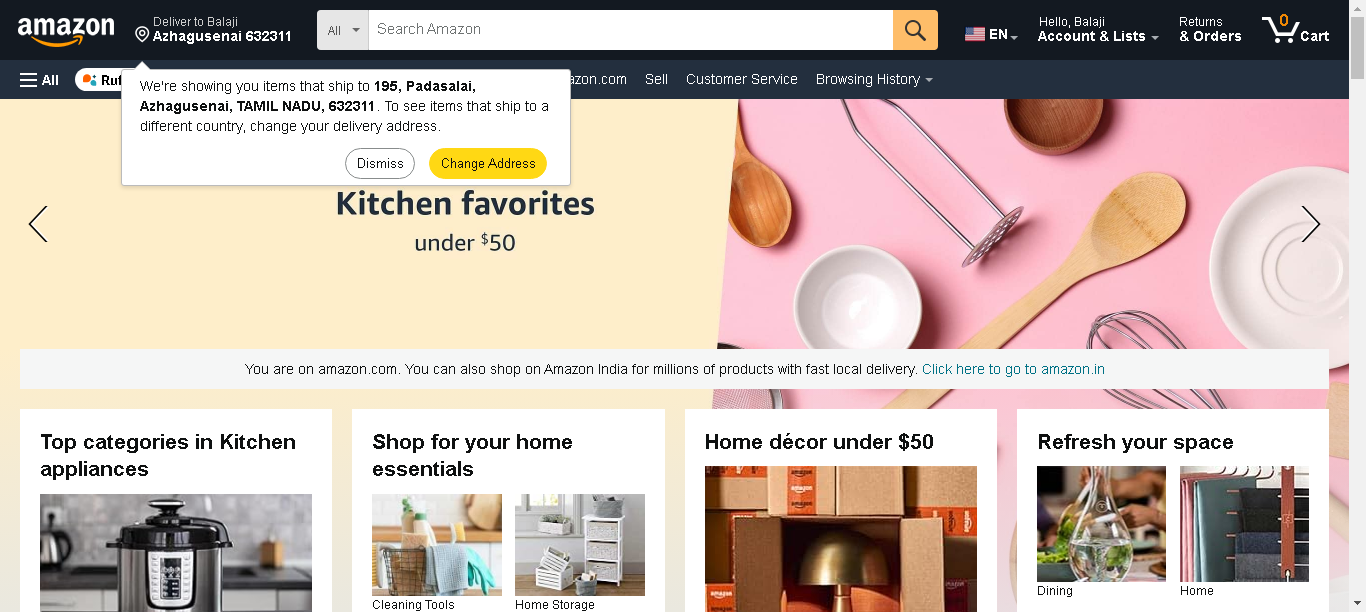 amazon
Deliver to Balaji
Azhagusenai 632311
All
Search Amazon
EN
Hello, Balaji
Account & Lists
Returns
& Orders
0
Cart
All
Sell
Customer Service
Browsing History
We're showing you items that ship to 195, Padasalai,
Azhagusenai, TAMIL NADU, 632311. To see items that ship to a
different country, change your delivery address.
Dismiss
Change Address
Kitchen favorites
under $50
You are on amazon.com. You can also shop on Amazon India for millions of products with fast local delivery. Click here to go to amazon.in
Top categories in Kitchen
appliances
Shop for your home
essentials
Home décor under $50
Refresh your space
Cleaning Tools
Home Storage
Dining
Home